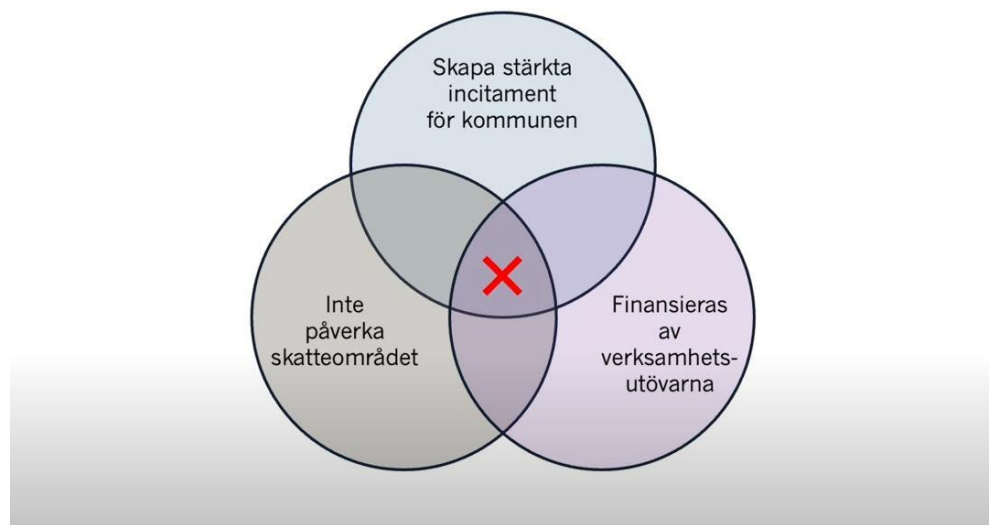 Skapa stärkta
incitament
för kommunen
Inte
påverka
skatteområdet
Finansieras
av
verksamhets-
utövarna